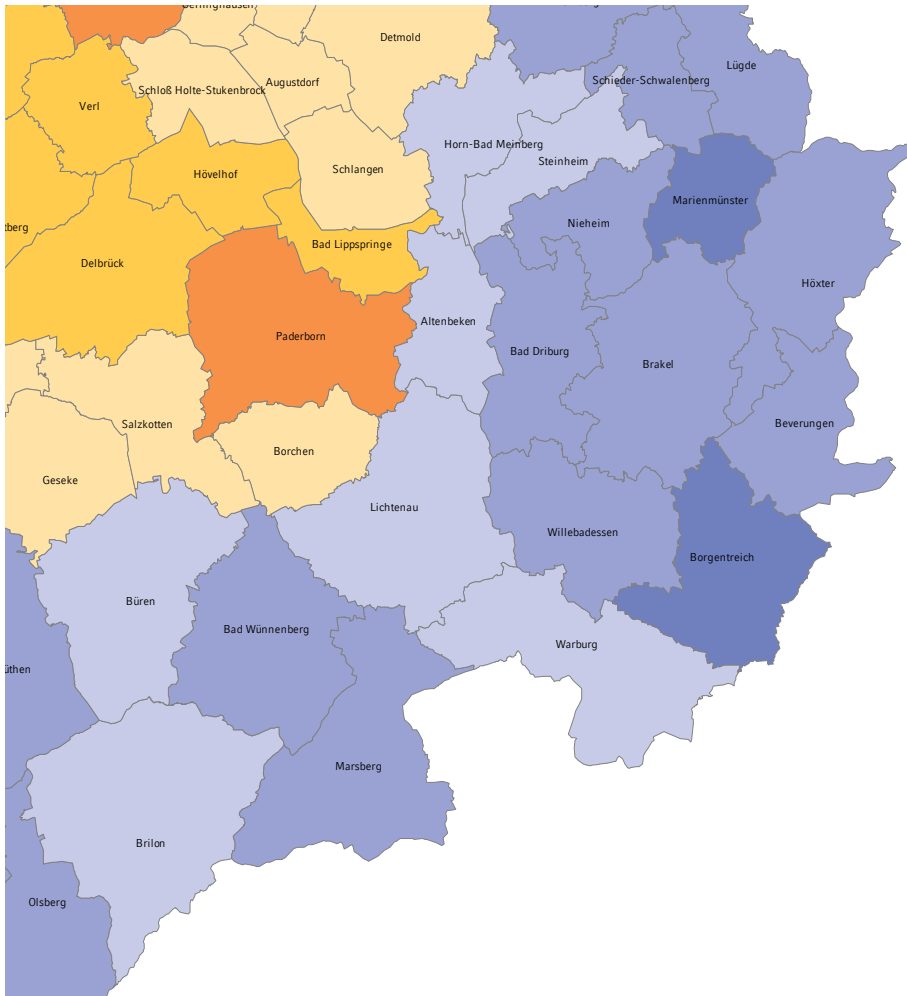 Detmold
Lügde
Schieder-Schwalenberg
Augustdorf
Schloß Holte-Stukenbrock
Verl
Horn-Bad Meinberg
Steinheim
Schlangen
Hövelhof
Marienmünster
Nieheim
Bad Lippspringe
Delbrück
Höxter
Altenbeken
Paderborn
Bad Driburg
Brakel
Salzkotten
Beverungen
Borchen
Geseke
Lichtenau
Willebadessen
Borgentreich
Büren
Bad Wünnenberg
Warburg
üthen
Marsberg
Brilon
Olsberg